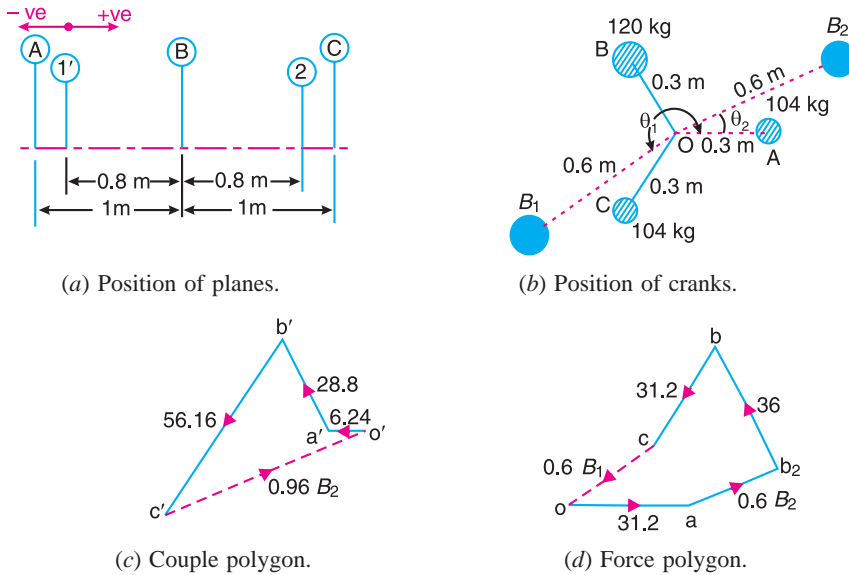 – ve +ve
A
1′
B
2
C
0.8 m 0.8 m
1m 1m
(a) Position of planes.
120 kg
B
0.3 m
B2
0.6 m
θ1
θ2
104 kg
O 0.3 m
A
0.6 m
0.3 m
B1
C
104 kg
(b) Position of cranks.
b′
28.8
56.16
6.24
a′ o′
0.96 B2
c′
(c) Couple polygon.
b
31.2
36
c
b2
0.6 B1
0.6 B2
o
31.2
a
(d) Force polygon.